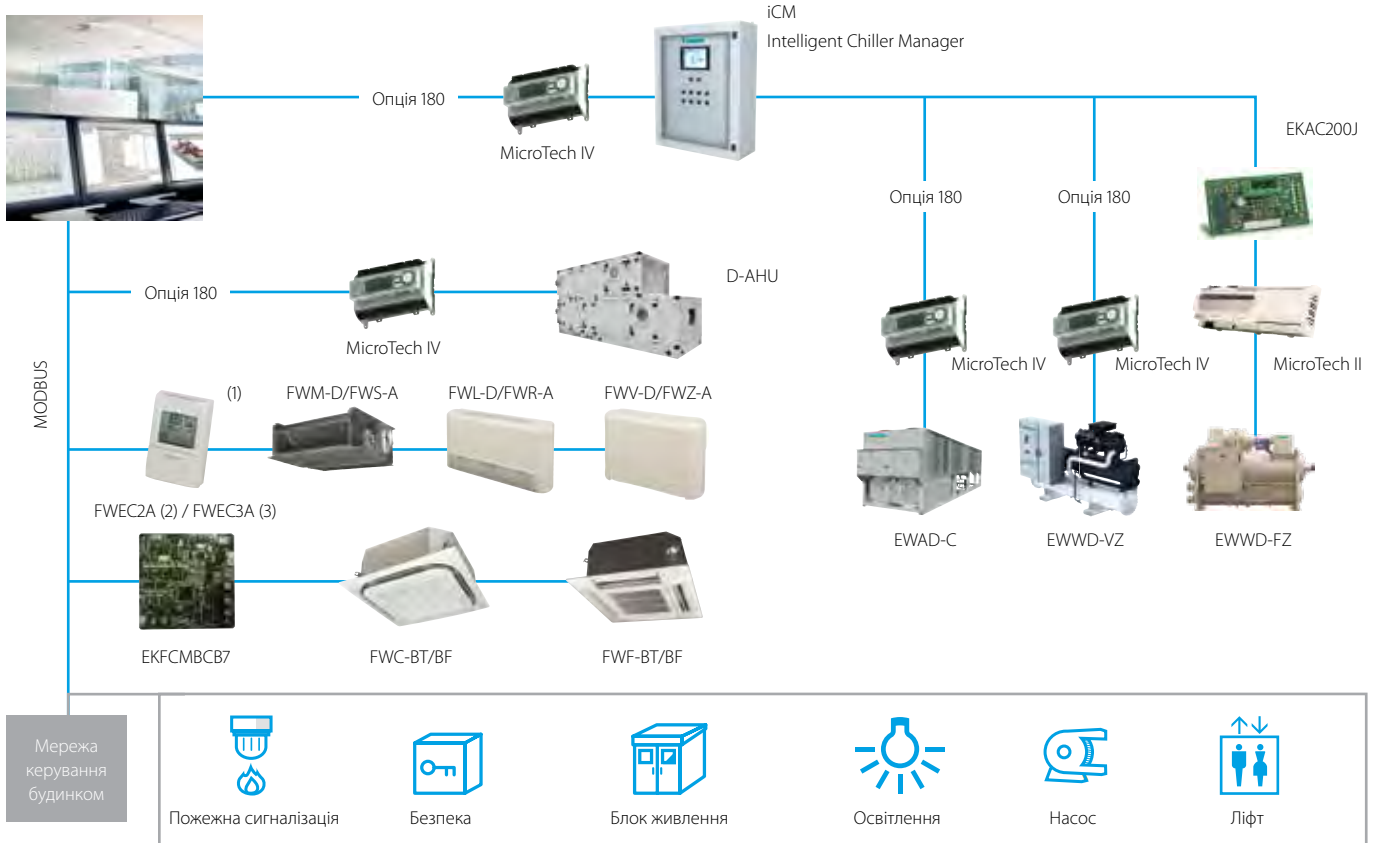 iCM
Intelligent Chiller Manager
Опція 180
MicroTech IV
EKAC200J
Опція 180
Опція 180
D-AHU
Опція 180
MicroTech IV
MicroTech IV
MicroTech IV
MicroTech II
MODBUS
(1)
FWM-D/FWS-A
FWL-D/FWR-A
FWV-D/FWZ-A
FWEC2A (2) / FWEC3A (3)
EWAD-C
EWWD-VZ
EWWD-FZ
EKFCMBCB7
FWC-BT/BF
FWF-BT/BF
Мережа
керування
будинком
Пожежна сигналізація
Безпека
Блок живлення
Освітлення
Насос
Ліфт